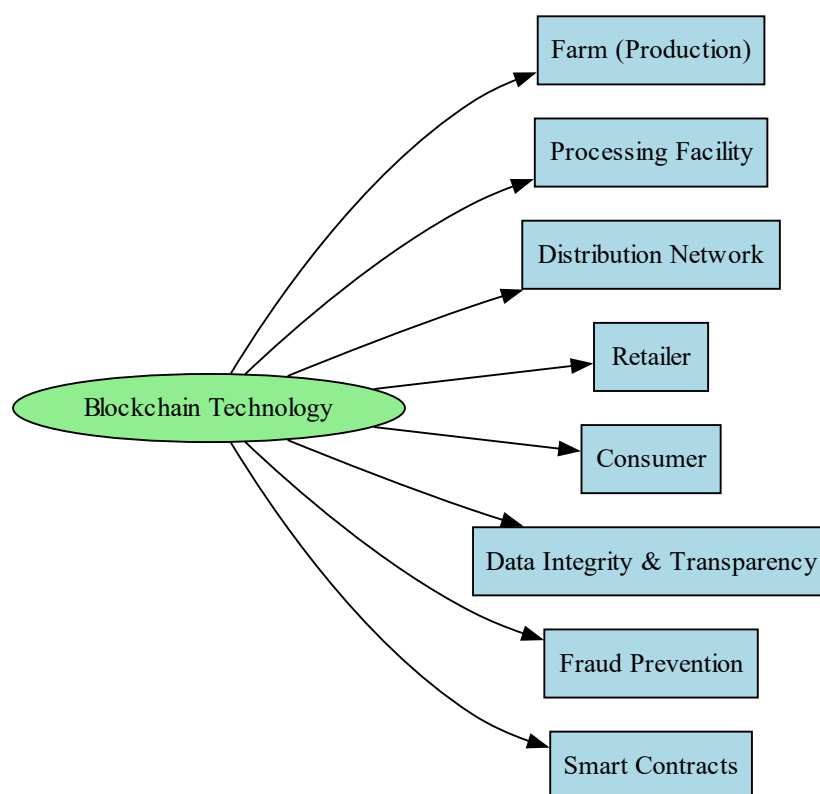 Farm (Production)
Processing Facility
Distribution Network
Retailer
Blockchain Technology
Consumer
Data Integrity & Transparency
Fraud Prevention
Smart Contracts